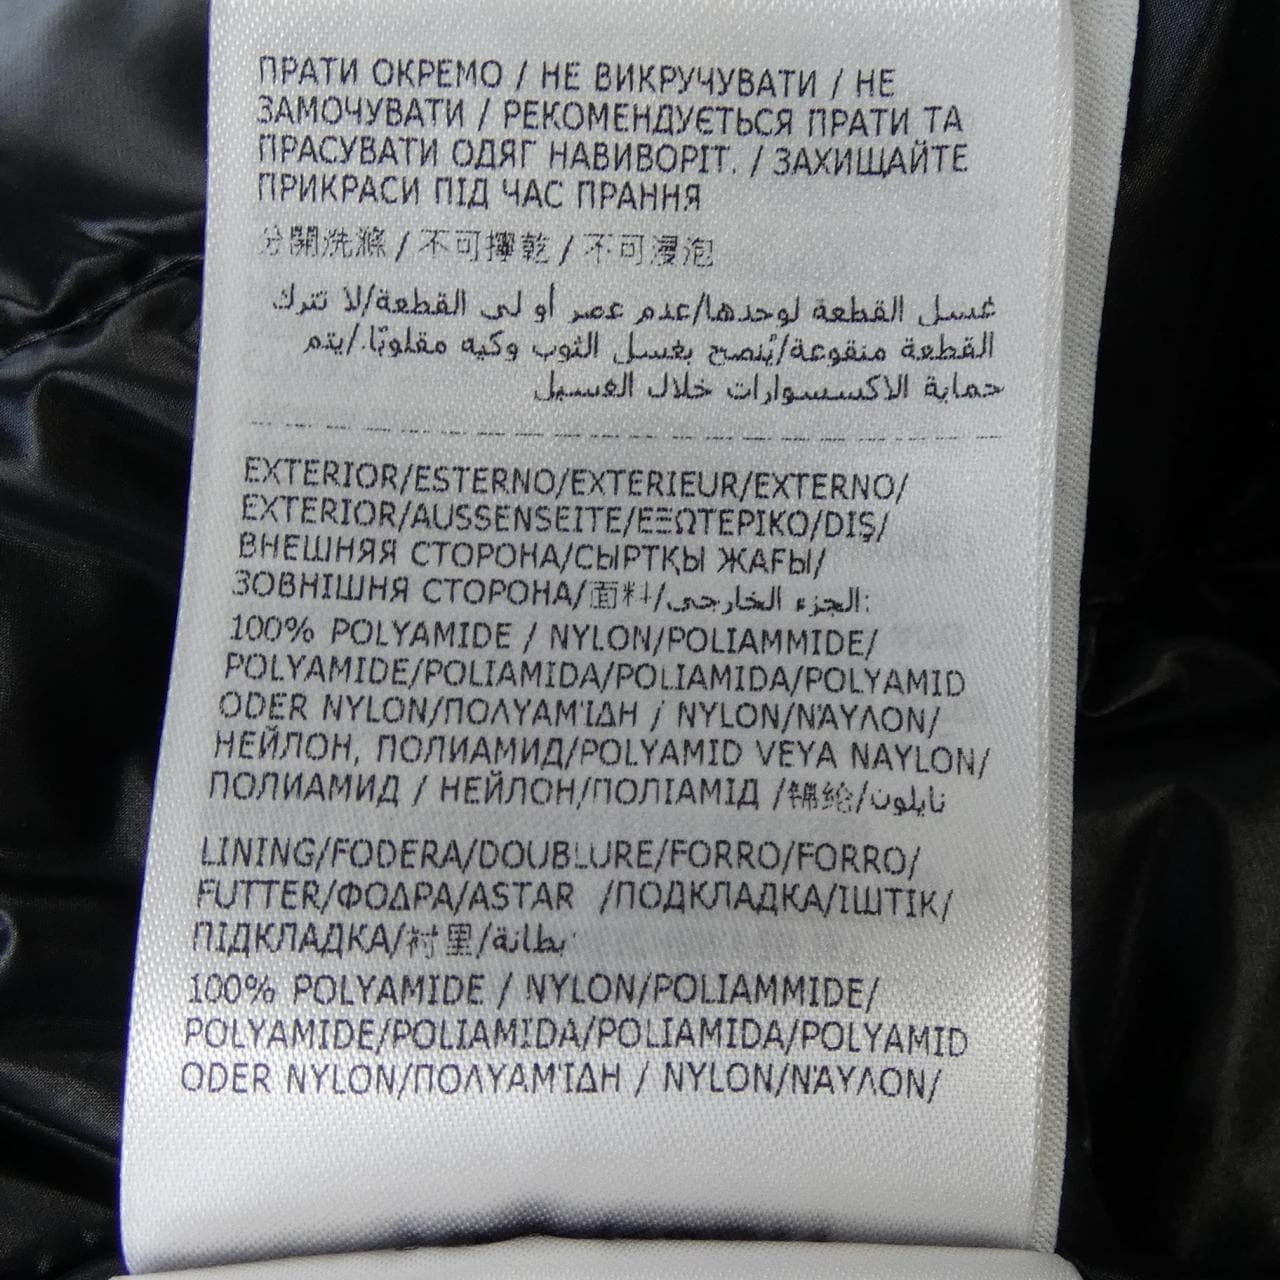 ПРАТИ ОКРЕМО / НЕ ВИКРУЧУВАТИ / НЕ
ЗАМОЧУВАТИ / РЕКОМЕНДУЄТЬСЯ ПРАТИ ТА
ПРАСУВАТИ ОДЯГ НАВИВОРІТ. / ЗАХИЩАЙТЕ
ПРИКРАСИ ПІД ЧАС ПРАННЯ
分開洗滌 / 不可擰乾 / 不可浸泡
غسل القطعة لوحدها/عدم عصر أو لي القطعة/لا تترك
القطعة منقوعة/يُنصح بغسل الثوب وكيه مقلوبًا./يتم
حماية الاكسسوارات خلال الغسيل
EXTERIOR/ESTERNO/EXTERIEUR/EXTERNO/
EXTERIOR/AUSSENSEITE/ΕΞΩΤΕΡΙΚΟ/DIŞ/
ВНЕШНЯЯ СТОРОНА/СЫРТҚЫ ЖАҒЫ/
ЗОВНІШНЯ СТОРОНА/面料/الجزء الخارجي:
100% POLYAMIDE / NYLON/POLIAMMIDE/
POLYAMIDE/POLIAMIDA/POLIAMIDA/POLYAMID
ODER NYLON/ΠΟΛΥΑΜΊΔΗ / NYLON/ΝΆΥΛΟΝ/
НЕЙЛОН, ПОЛИАМИД/POLYAMID VEYA NAYLON/
ПОЛИАМИД / НЕЙЛОН/ПОЛІАМІД /锦纶/نايلون
LINING/FODERA/DOUBLURE/FORRO/FORRO/
FUTTER/ΦΟΔΡΑ/ASTAR /ПОДКЛАДКА/ІШТІК/
ПІДКЛАДКА/衬里/بطانة:
100% POLYAMIDE / NYLON/POLIAMMIDE/
POLYAMIDE/POLIAMIDA/POLIAMIDA/POLYAMID
ODER NYLON/ΠΟΛΥΑΜΊΔΗ / NYLON/ΝΆΥΛΟΝ/